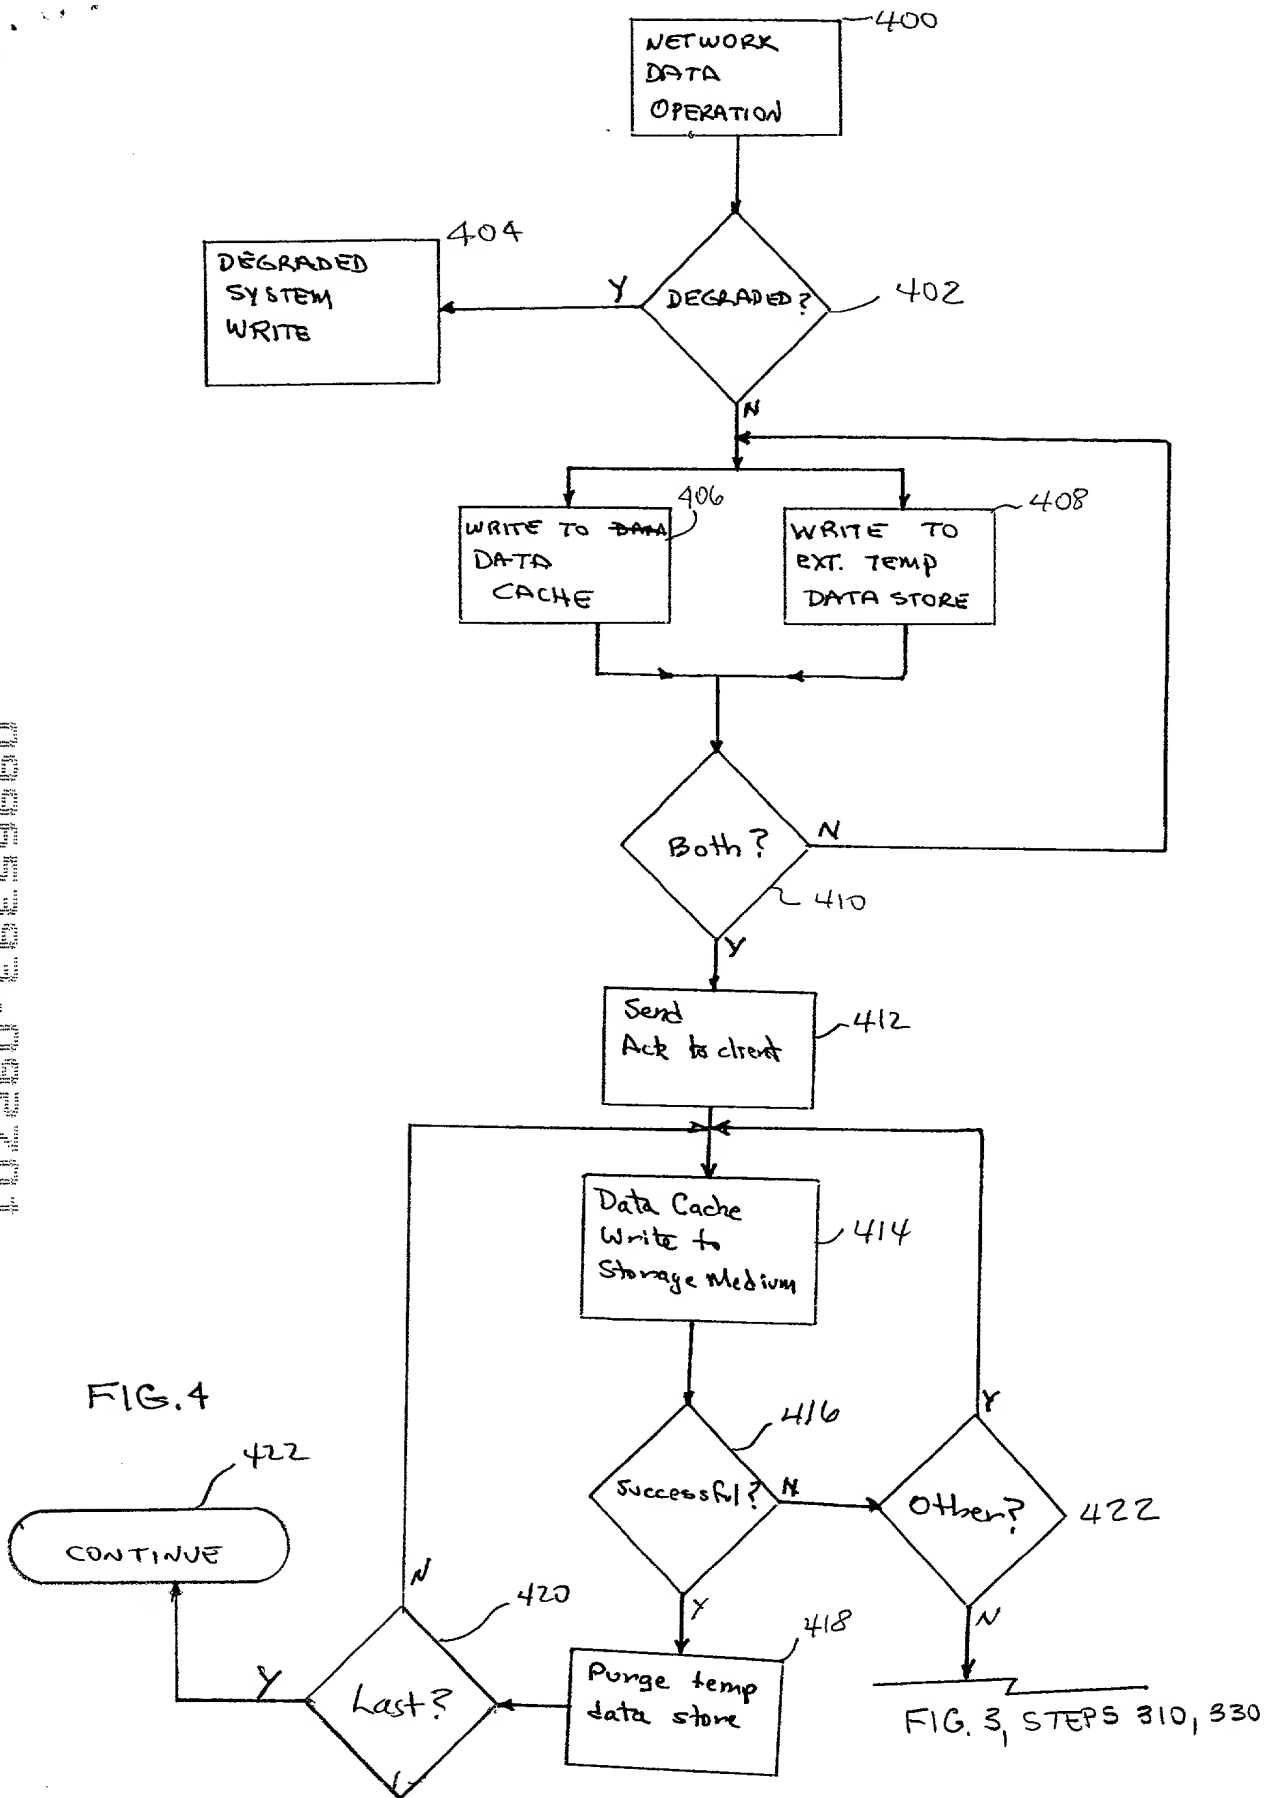 400
NETWORK
DATA
OPERATION
404
DEGRADED
SYSTEM
WRITE
Y
DEGRADED?
402
N
406
WRITE TO DATA
DATA
CACHE
408
WRITE TO
EXT. TEMP
DATA STORE
Both?
N
410
Y
Send
Ack to client
412
Data Cache
Write to
Storage Medium
414
FIG. 4
416
Successful?
N
Y
Other?
422
N
FIG. 3, STEPS 310, 330
Y
418
Purge temp
data store
420
Last?
N
Y
422
CONTINUE